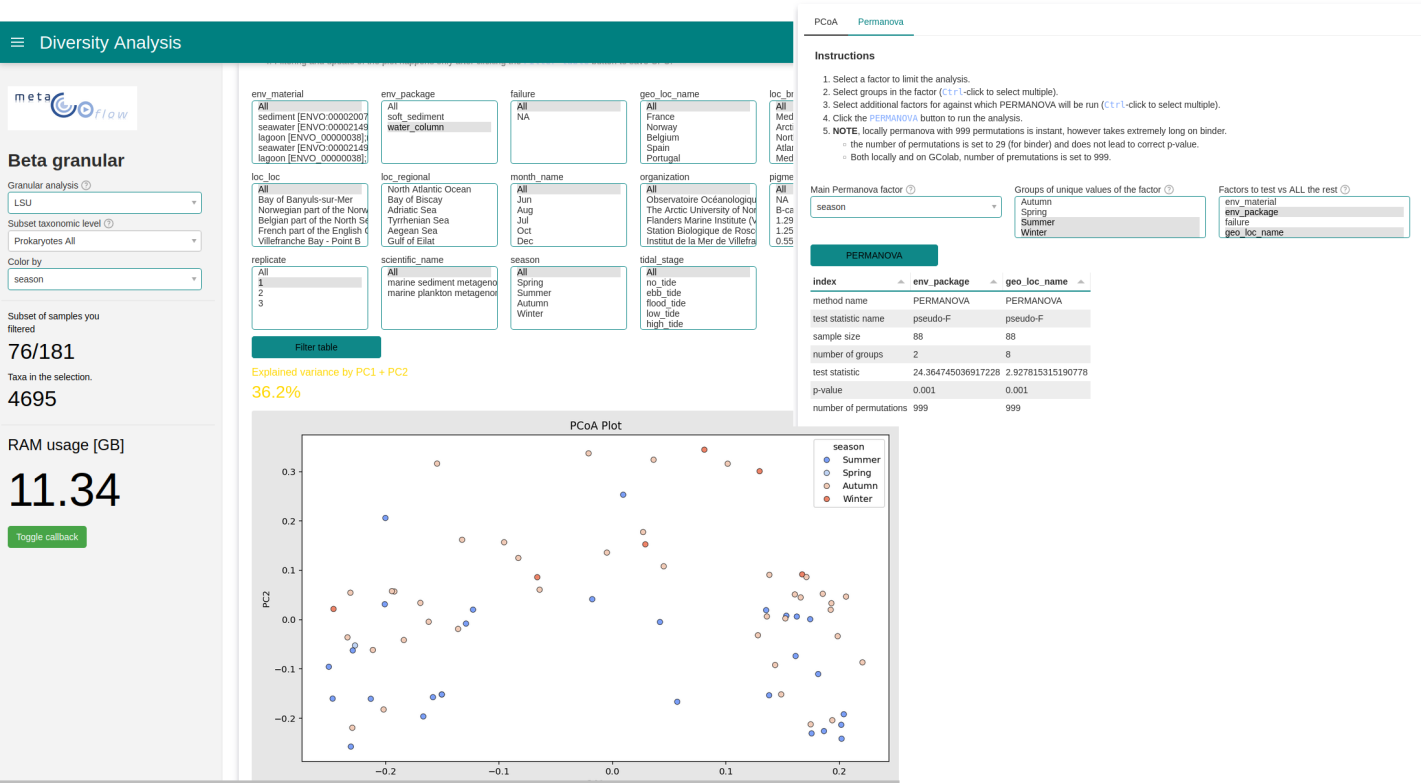 Diversity Analysis
meta
flow
Beta granular
Granular analysis ?
LSU
Subset taxonomic level ?
Prokaryotes All
Color by
season
Subset of samples you
filtered
76/181
Taxa in the selection.
4695
RAM usage [GB]
11.34
Toggle callback
env_material
All
sediment [ENVO:00002007
seawater [ENVO:00002149
lagoon [ENVO_00000038];
seawater [ENVO:00002149
lagoon [ENVO_00000038];
env_package
All
soft_sediment
water_column
failure
All
NA
geo_loc_name
All
France
Norway
Belgium
Spain
Portugal
loc_br
All
Med
Arcti
Nort
Atlar
Med
loc_loc
All
Bay of Banyuls-sur-Mer
Norwegian part of the Norw
Belgian part of the North Se
French part of the English C
Villefranche Bay - Point B
loc_regional
North Atlantic Ocean
Bay of Biscay
Adriatic Sea
Tyrrhenian Sea
Aegean Sea
Gulf of Eilat
month_name
All
Jun
Aug
Jul
Oct
Dec
organization
All
Observatoire Océanologiqu
The Arctic University of Nor
Flanders Marine Institute (V
Station Biologique de Rosc
Institut de la Mer de Villefra
pigme
All
NA
B-ca
1.29
1.25
0.55
replicate
All
1
2
3
scientific_name
All
marine sediment metageno
marine plankton metagenor
season
All
Spring
Summer
Autumn
Winter
tidal_stage
All
no_tide
ebb_tide
flood_tide
low_tide
high_tide
Filter table
Explained variance by PC1 + PC2
36.2%
PCoA Plot
PC2
0.3
0.2
0.1
0.0
−0.1
−0.2
−0.2
−0.1
0.0
0.1
0.2
season
Summer
Spring
Autumn
Winter
PCoA Permanova
Instructions
1. Select a factor to limit the analysis.
2. Select groups in the factor (Ctrl-click to select multiple).
3. Select additional factors for against which PERMANOVA will be run (Ctrl-click to select multiple).
4. Click the PERMANOVA button to run the analysis.
5. NOTE, locally permanova with 999 permutations is instant, however takes extremely long on binder.
the number of permutations is set to 29 (for binder) and does not lead to correct p-value.
Both locally and on GColab, number of premutations is set to 999.
Main Permanova factor ?
season
Groups of unique values of the factor ?
Autumn
Spring
Summer
Winter
Factors to test vs ALL the rest ?
env_material
env_package
failure
geo_loc_name
PERMANOVA
index env_package geo_loc_name
method name PERMANOVA PERMANOVA
test statistic name pseudo-F pseudo-F
sample size 88 88
number of groups 2 8
test statistic 24.364745036917228 2.927815315190778
p-value 0.001 0.001
number of permutations 999 999